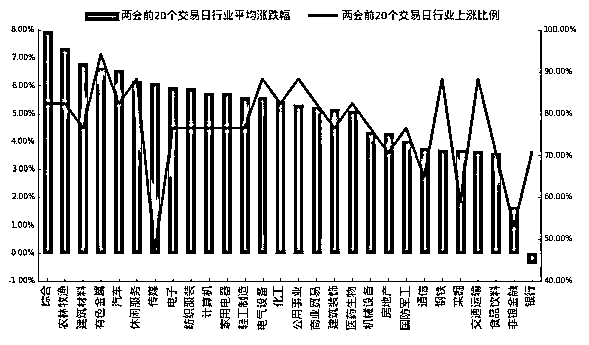 两会前20个交易日行业平均涨跌幅
两会前20个交易日行业上涨比例
8.00%
7.00%
6.00%
5.00%
4.00%
3.00%
2.00%
1.00%
0.00%
-1.00%
100.00%
90.00%
80.00%
70.00%
60.00%
50.00%
40.00%
综合
农林牧渔
建筑材料
有色金属
汽车
休闲服务
传媒
电子
纺织服装
计算机
家用电器
轻工制造
电气设备
化工
公用事业
商业贸易
建筑装饰
医药生物
机械设备
房地产
国防军工
通信
钢铁
采掘
交通运输
食品饮料
非银金融
银行